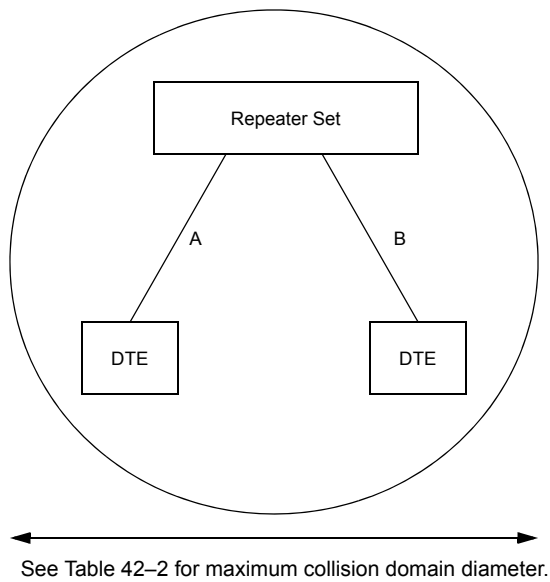 Repeater Set
A
B
DTE
DTE
See Table 42–2 for maximum collision domain diameter.